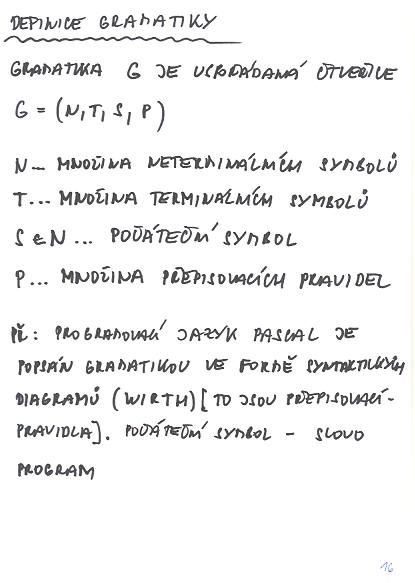 DEFINICE GRAMATIKY
GRAMATIKA G JE USPOŘÁDANÁ ČTVEŘICE
G = (N, T, S, P)
N... MNOŽINA NETERMINÁLNÍCH SYMBOLŮ
T... MNOŽINA TERMINÁLNÍCH SYMBOLŮ
S ∈ N ... POČÁTEČNÍ SYMBOL
P... MNOŽINA PŘEPISOVACÍCH PRAVIDEL
PŘ: PROGRAMOVACÍ JAZYK PASCAL JE
POPSÁN GRAMATIKOU VE FORMĚ SYNTAKTICKÝCH
DIAGRAMŮ (WIRTH) [TO JSOU PŘEPISOVACÍ-
PRAVIDLA]. POČÁTEČNÍ SYMBOL - SLOVO
PROGRAM
16